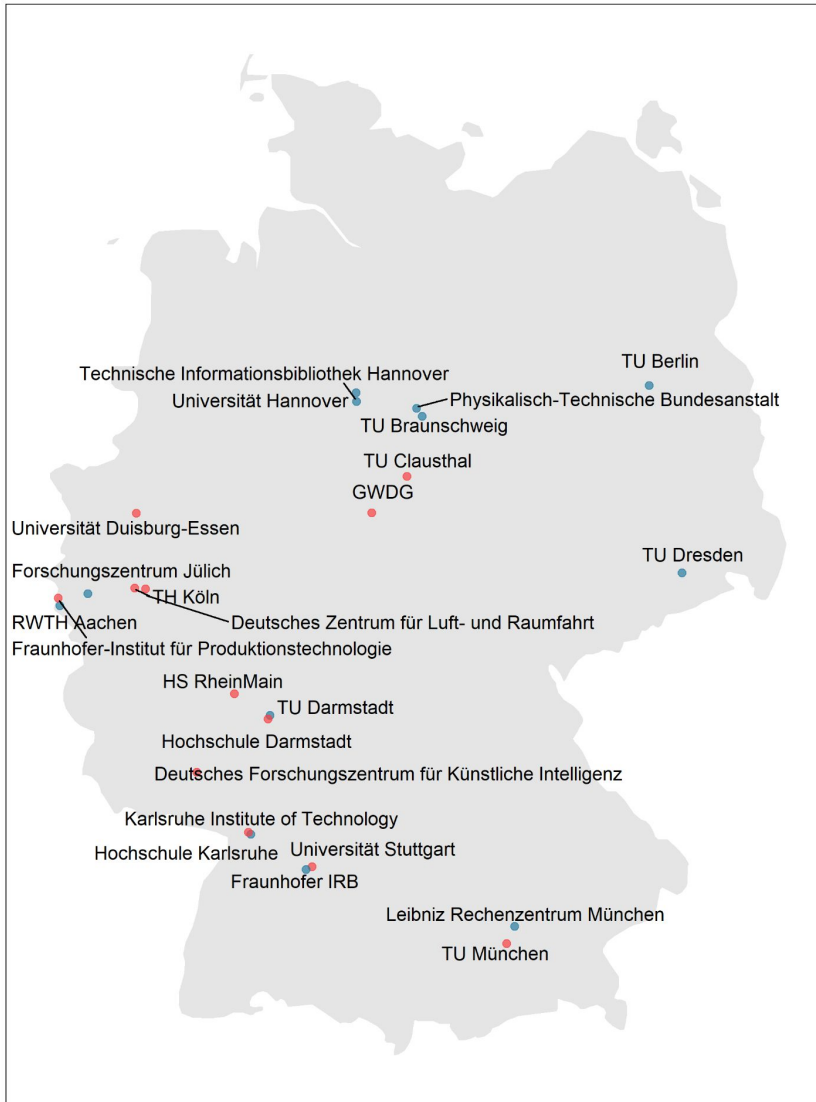 TU Berlin
Technische Informationsbibliothek Hannover
Universität Hannover
Physikalisch-Technische Bundesanstalt
TU Braunschweig
TU Clausthal
GWDG
Universität Duisburg-Essen
TU Dresden
Forschungszentrum Jülich
TH Köln
RWTH Aachen
Deutsches Zentrum für Luft- und Raumfahrt
Fraunhofer-Institut für Produktionstechnologie
HS RheinMain
TU Darmstadt
Hochschule Darmstadt
Deutsches Forschungszentrum für Künstliche Intelligenz
Karlsruhe Institute of Technology
Hochschule Karlsruhe
Universität Stuttgart
Fraunhofer IRB
Leibniz Rechenzentrum München
TU München